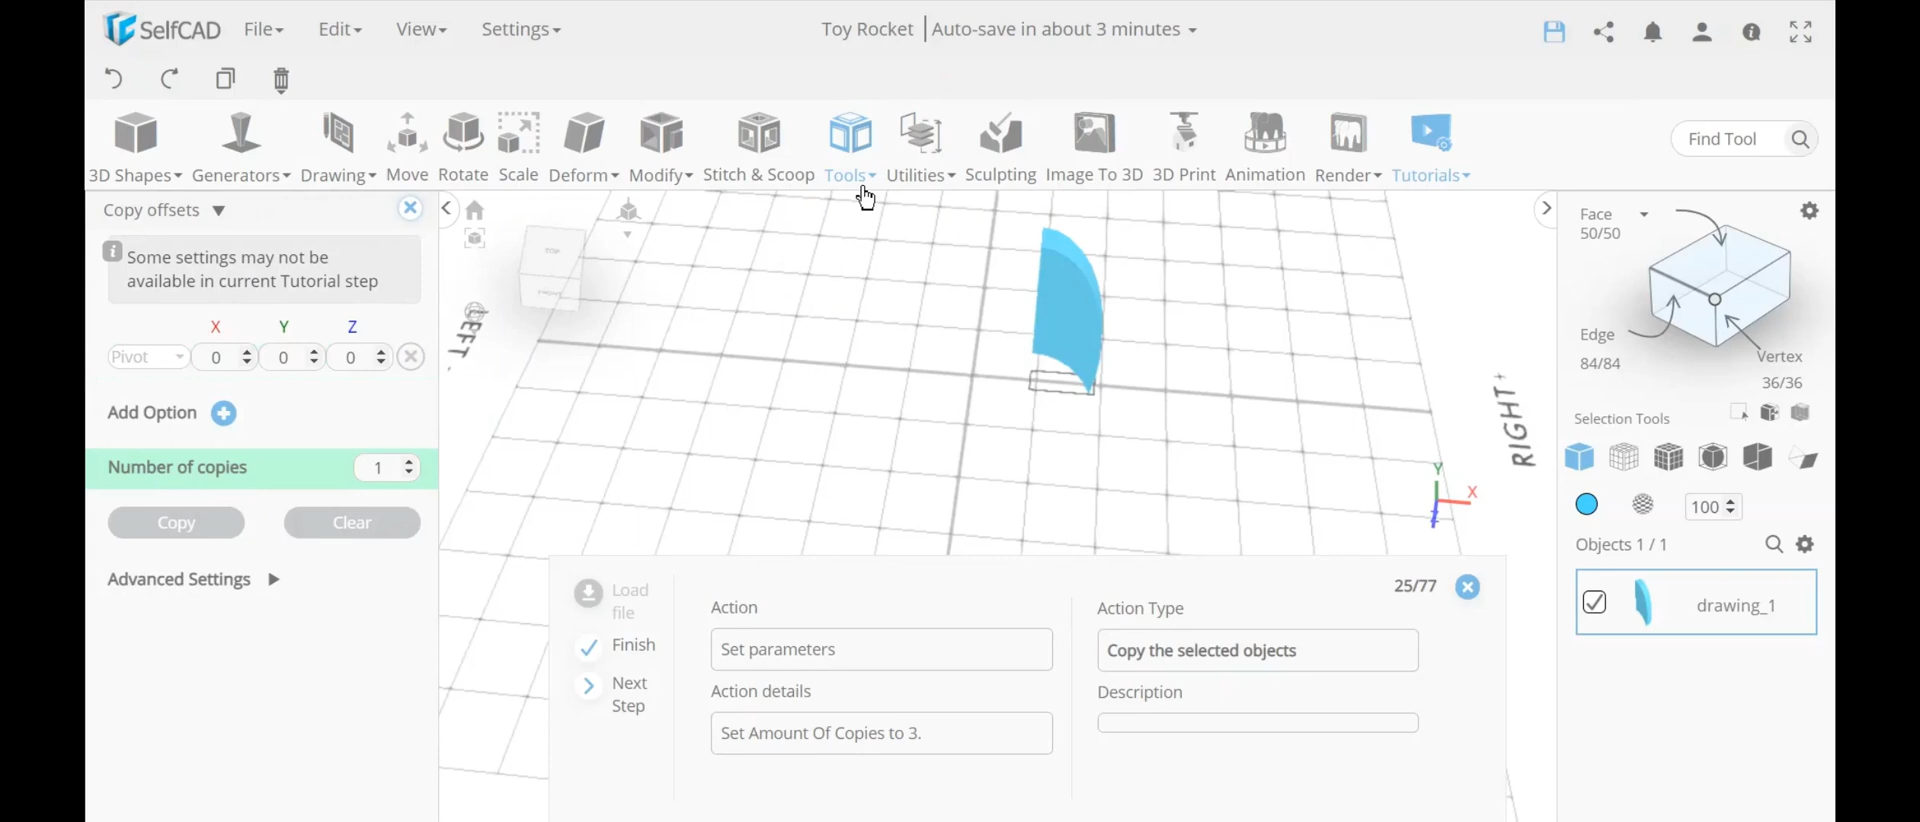 SelfCAD File Edit View Settings Toy Rocket Auto-save in about 3 minutes
3D Shapes Generators Drawing Move Rotate Scale Deform Modify Stitch & Scoop Tools Utilities Sculpting Image To 3D 3D Print Animation Render Tutorials
Find Tool
Copy offsets
Some settings may not be
available in current Tutorial step
X Y Z
Pivot 0 0 0
Add Option
Number of copies 1
Copy Clear
Advanced Settings
TOP
FRONT
LEFT
RIGHT
Y
X
Z
Load
file
Finish
Next
Step
Action
Set parameters
Action details
Set Amount Of Copies to 3.
25/77
Action Type
Copy the selected objects
Description
Face
50/50
Edge
84/84
Vertex
36/36
Selection Tools
100
Objects 1 / 1
drawing_1